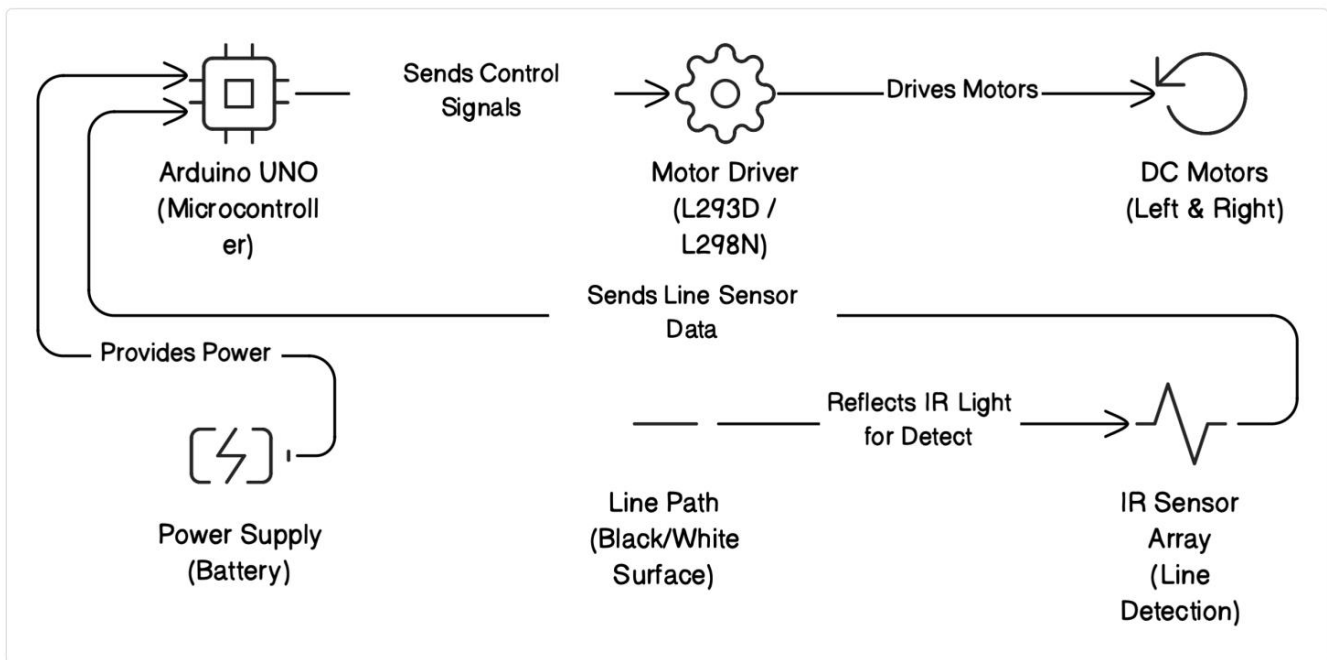 Sends Control
Signals
Drives Motors
Arduino UNO
(Microcontroll
er)
Motor Driver
(L293D /
L298N)
DC Motors
(Left & Right)
Sends Line Sensor
Data
Provides Power
Reflects IR Light
for Detect
Power Supply
(Battery)
Line Path
(Black/White
Surface)
IR Sensor
Array
(Line
Detection)